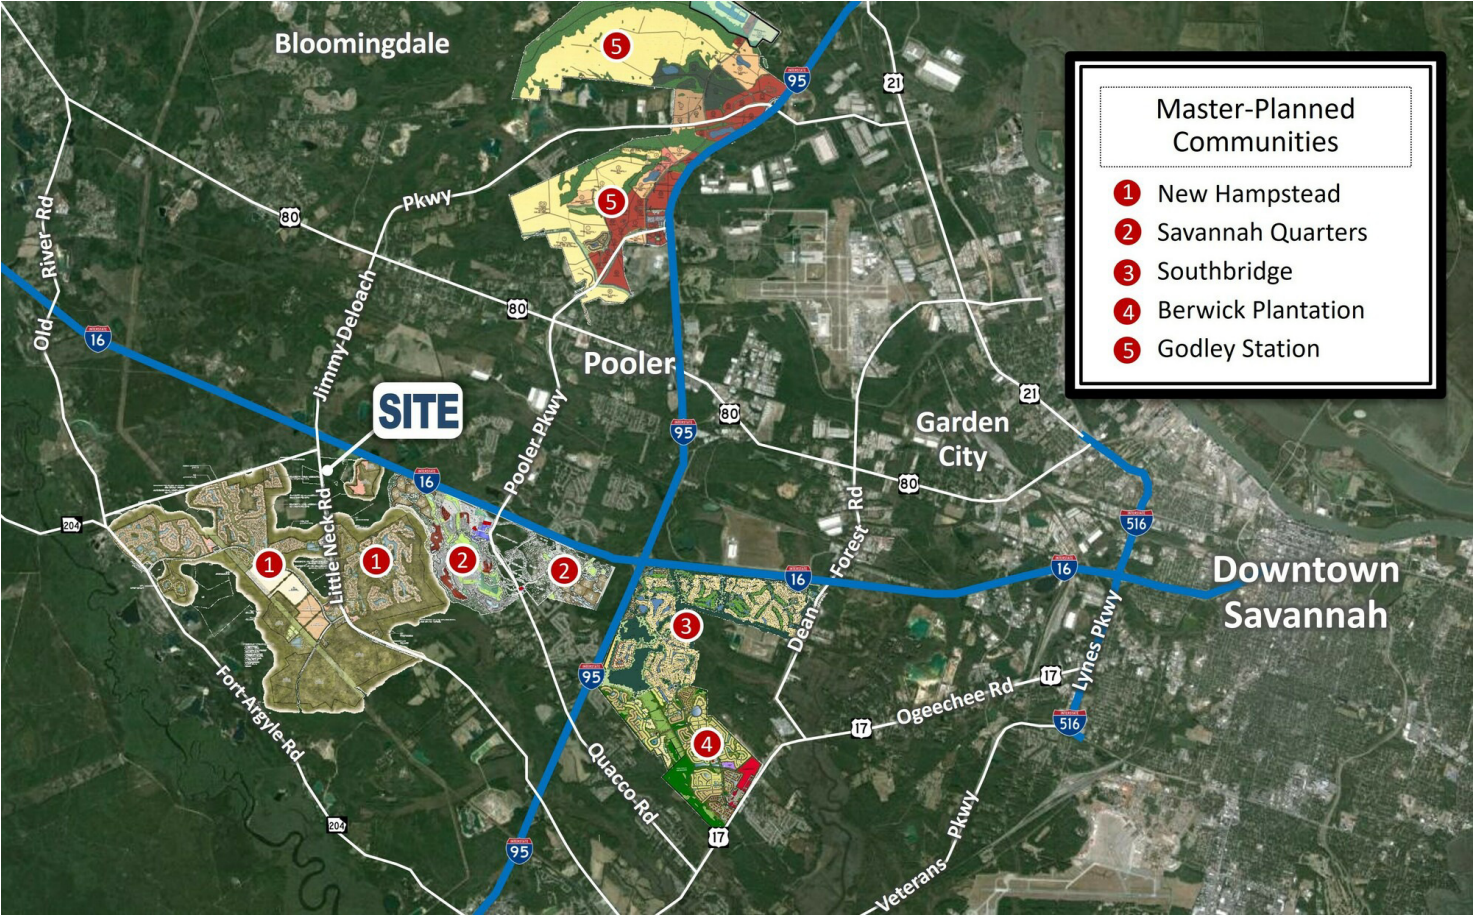 Bloomingdale
5
95
21
Master-Planned
Communities
1 New Hampstead
2 Savannah Quarters
3 Southbridge
4 Berwick Plantation
5 Godley Station
80
Jimmy Deloach Pkwy
5
Old River Rd
80
16
Pooler
SITE
Pooler Pkwy
80
95
21
Garden
City
80
16
204
Little Neck Rd
1
1
2
2
516
16
16
Dean Forest Rd
Downtown
Savannah
3
95
Lynes Pkwy
17
Ogeechee Rd
516
17
Fort Argyle Rd
4
Quacco Rd
204
17
95
Veterans Pkwy